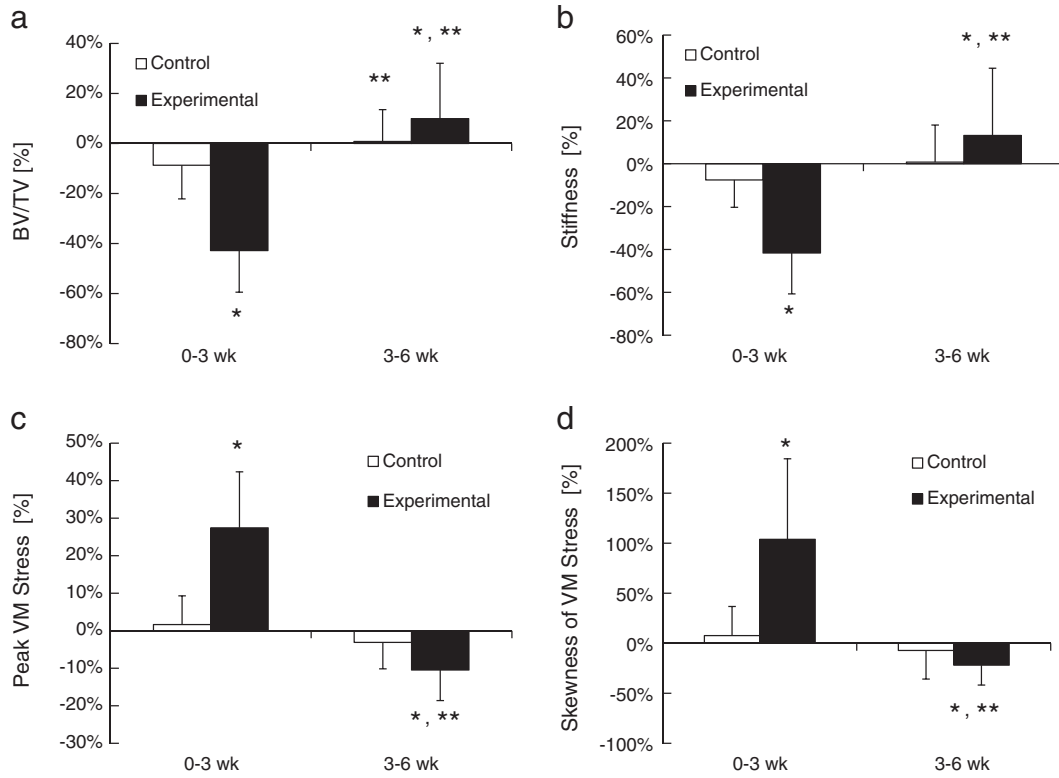 a
BV/TV [%]
40%
20%
0%
-20%
-40%
-60%
-80%
Control
Experimental
*
**
*, **
0-3 wk
3-6 wk
b
Stiffness [%]
60%
40%
20%
0%
-20%
-40%
-60%
-80%
Control
Experimental
*
*, **
0-3 wk
3-6 wk
c
Peak VM Stress [%]
50%
40%
30%
20%
10%
0%
-10%
-20%
-30%
*
Control
Experimental
*, **
0-3 wk
3-6 wk
d
Skewness of VM Stress [%]
200%
150%
100%
50%
0%
-50%
-100%
*
Control
Experimental
*, **
0-3 wk
3-6 wk